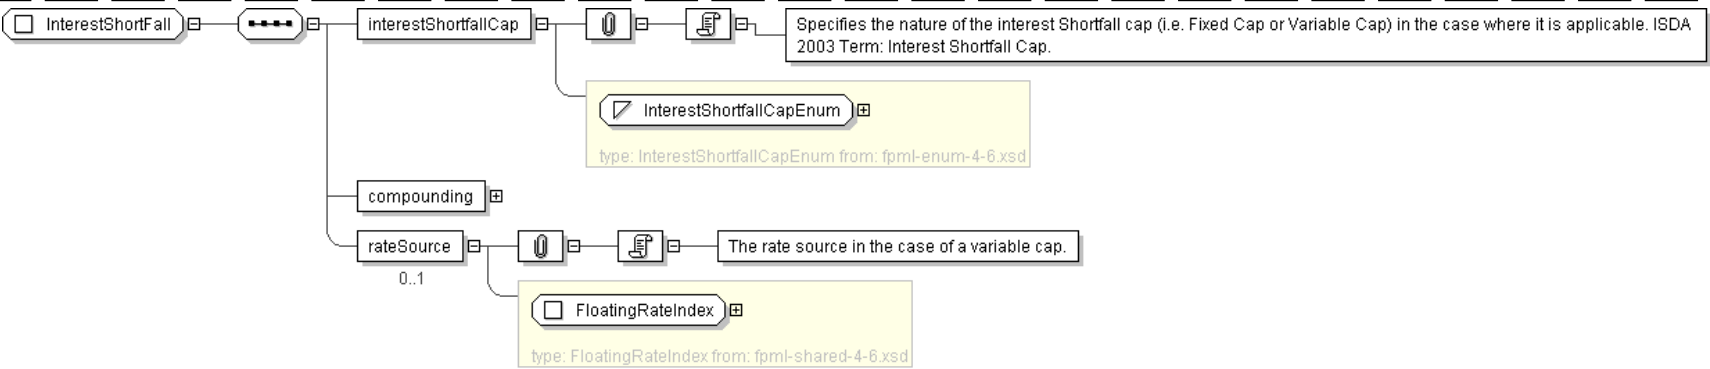 InterestShortFall
interestShortfallCap
Specifies the nature of the interest Shortfall cap (i.e. Fixed Cap or Variable Cap) in the case where it is applicable. ISDA
2003 Term: Interest Shortfall Cap.
InterestShortfallCapEnum
type: InterestShortfallCapEnum from: fpml-enum-4-6.xsd
compounding
rateSource
The rate source in the case of a variable cap.
0..1
FloatingRateIndex
type: FloatingRateIndex from: fpml-shared-4-6.xsd